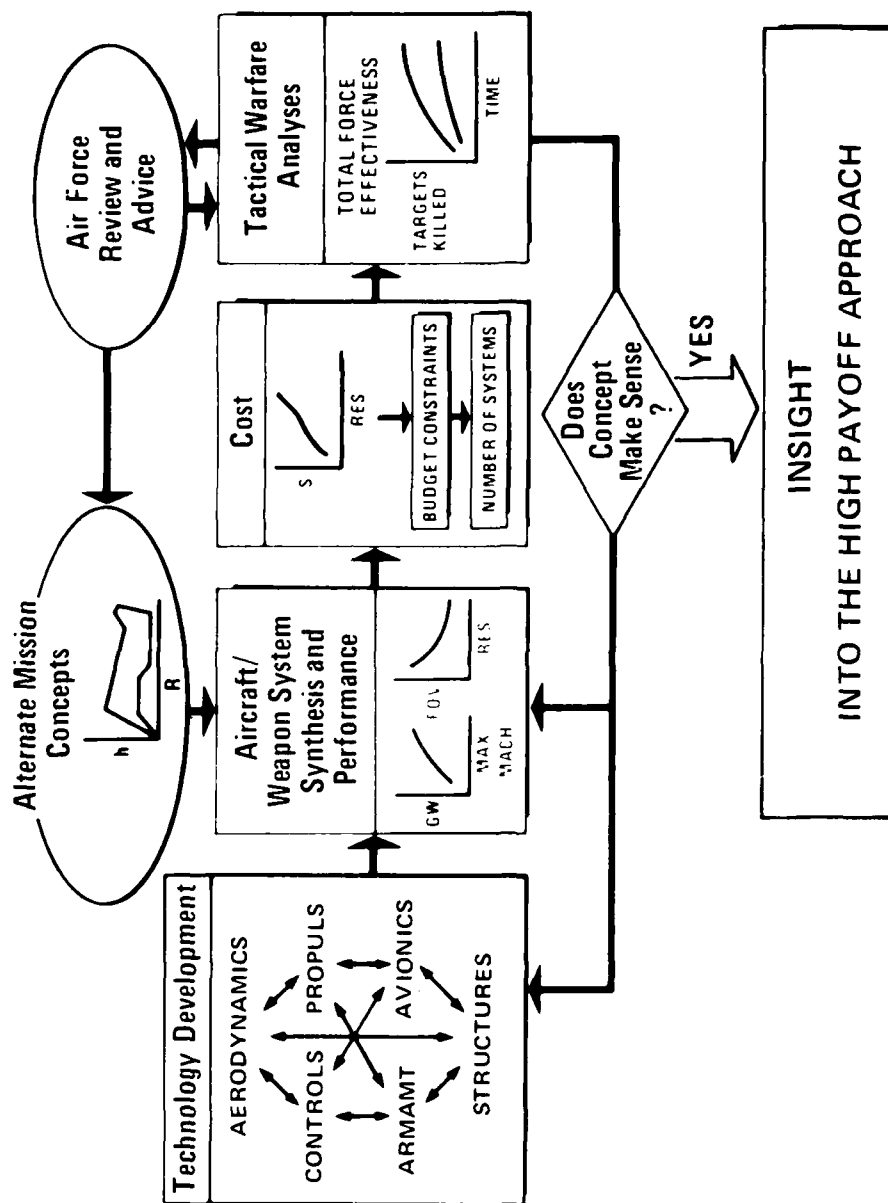 Alternate Mission
Concepts
h
R
Air Force
Review and
Advice
Technology Development
AERODYNAMICS
CONTROLS
PROPULS
ARMAMT
AVIONICS
STRUCTURES
Aircraft/
Weapon System
Synthesis and
Performance
GW
MAX
MACH
FOV
RES
Cost
S
RES
BUDGET CONSTRAINTS
NUMBER OF SYSTEMS
Tactical Warfare
Analyses
TOTAL FORCE
EFFECTIVENESS
TARGETS
KILLED
TIME
Does
Concept
Make Sense
?
YES
INSIGHT
INTO THE HIGH PAYOFF APPROACH